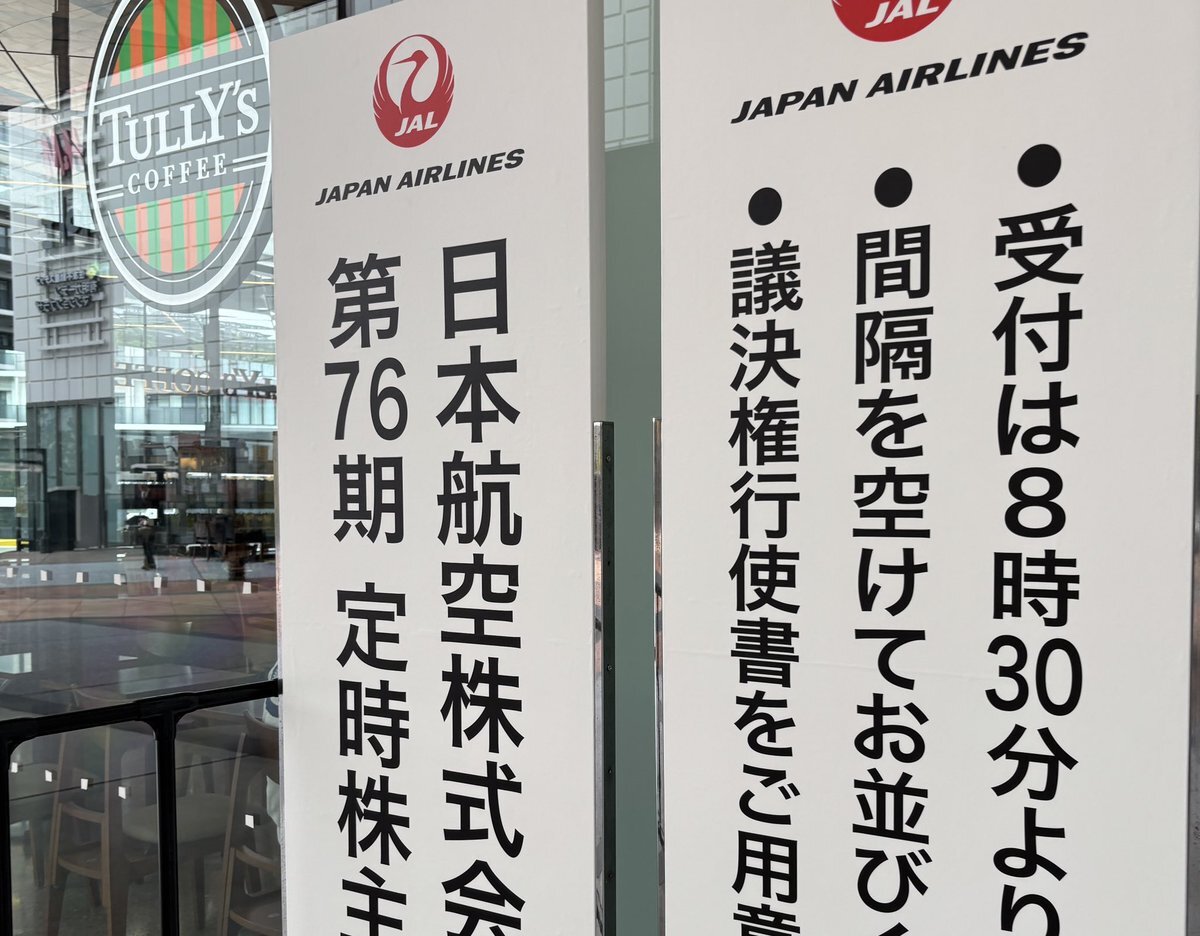 TULLY'S
COFFEE
JAL
JAPAN AIRLINES
日本航空株式会
第76期 定時株主
JAL
JAPAN AIRLINES
●受付は8時30分より
●間隔を空けてお並びく
●議決権行使書をご用意